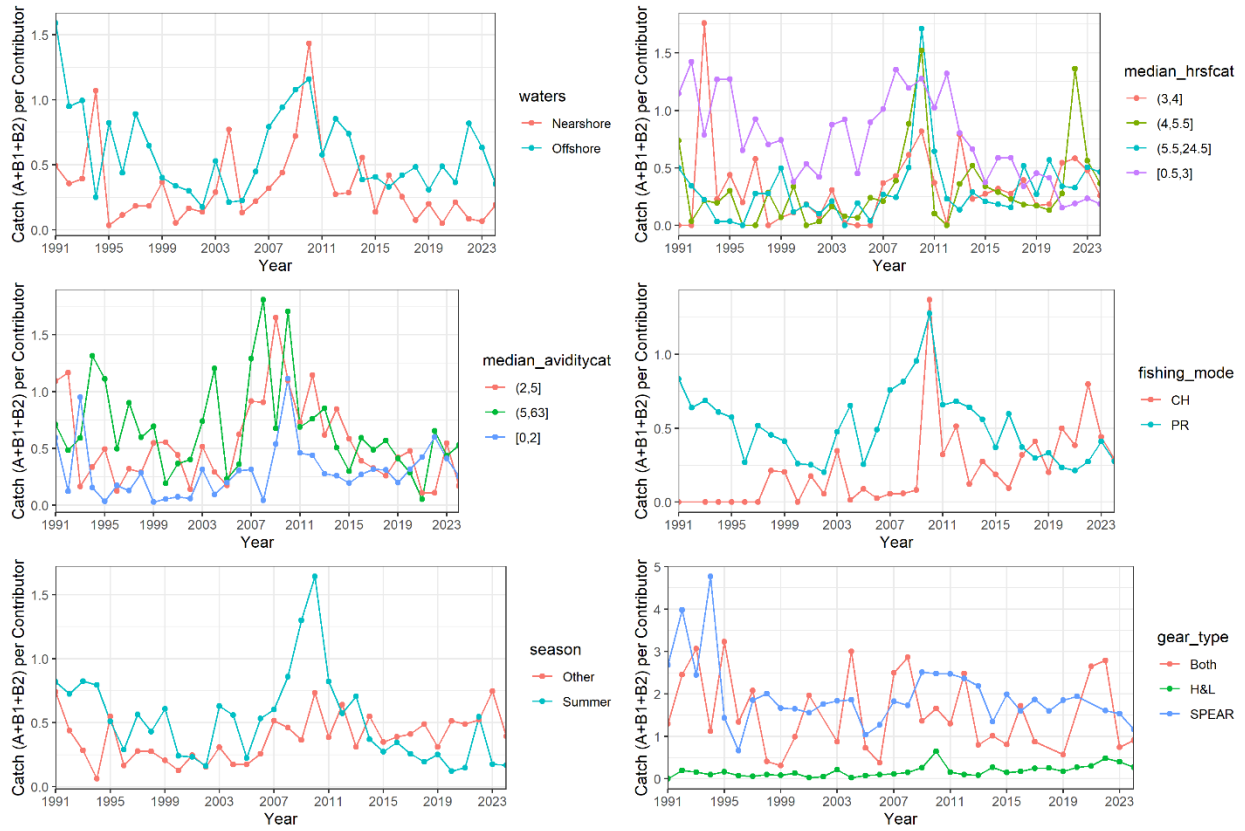 Catch (A+B1+B2) per Contributor
1.5
1.0
0.5
0.0
1991 1995 1999 2003 2007 2011 2015 2019 2023
Year
waters
Nearshore
Offshore
Catch (A+B1+B2) per Contributor
1.5
1.0
0.5
0.0
1991 1995 1999 2003 2007 2011 2015 2019 2023
Year
median_hrsfcat
(3,4]
(4,5.5]
(5.5,24.5]
[0.5,3]
Catch (A+B1+B2) per Contributor
1.5
1.0
0.5
0.0
1991 1995 1999 2003 2007 2011 2015 2019 2023
Year
median_aviditycat
(2,5]
(5,63]
[0,2]
Catch (A+B1+B2) per Contributor
1.0
0.5
0.0
1991 1995 1999 2003 2007 2011 2015 2019 2023
Year
fishing_mode
CH
PR
Catch (A+B1+B2) per Contributor
1.5
1.0
0.5
0.0
1991 1995 1999 2003 2007 2011 2015 2019 2023
Year
season
Other
Summer
Catch (A+B1+B2) per Contributor
5
4
3
2
1
0
1991 1995 1999 2003 2007 2011 2015 2019 2023
Year
gear_type
Both
H&L
SPEAR